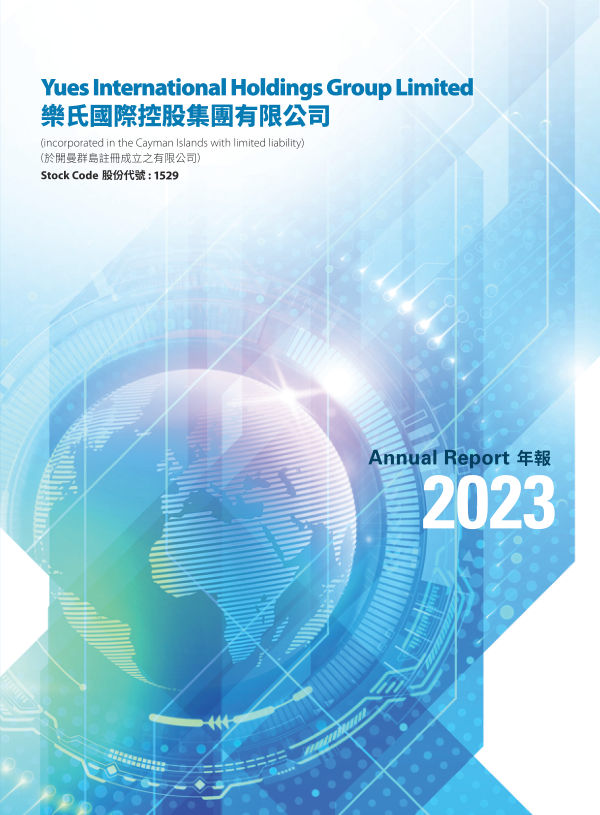 Yues International Holdings Group Limited
樂氏國際控股集團有限公司
(incorporated in the Cayman Islands with limited liability)
(於開曼群島註冊成立之有限公司)
Stock Code 股份代號 : 1529
Annual Report 年報
2023